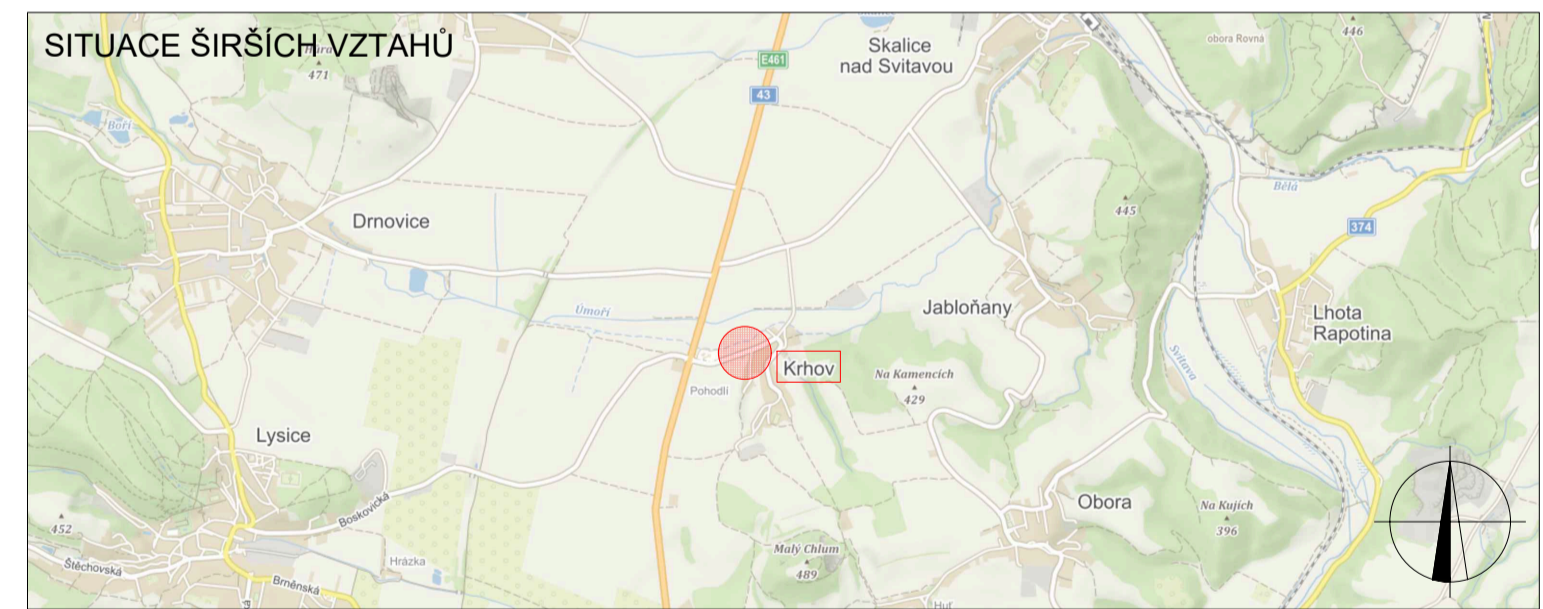 SITUACE ŠIRŠÍCH VZTAHŮ
471
E461
43
Skalice
nad Svitavou
obora Rovná
446
Boří
Drnovice
445
Bělá
374
Úmoří
Jabloňany
Lhota
Rapotina
Svitava
Krhov
Pohodlí
Na Kamencích
429
Lysice
Boskovická
Obora
Na Kujích
396
452
Štěchovská
Hrázka
Brněnská
Malý Chlum
489
Huť